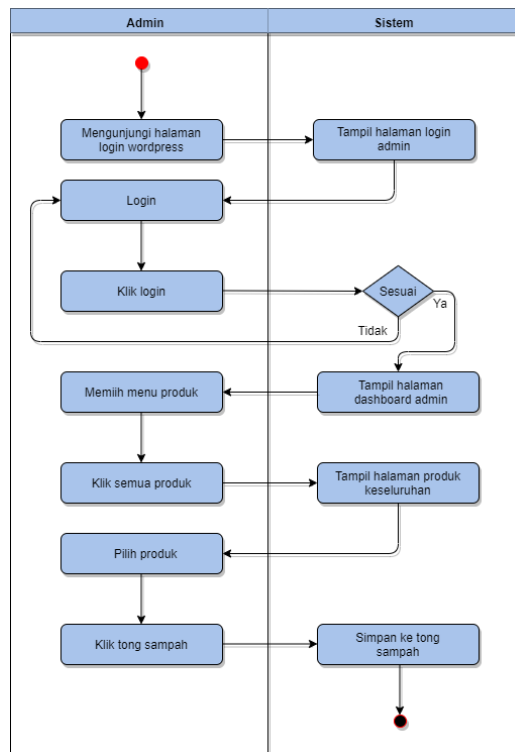 Admin
Sistem
Mengunjungi halaman
login wordpress
Tampil halaman login
admin
Login
Klik login
Sesuai
Ya
Tidak
Tampil halaman
dashboard admin
Memiih menu produk
Klik semua produk
Tampil halaman produk
keseluruhan
Pilih produk
Klik tong sampah
Simpan ke tong
sampah